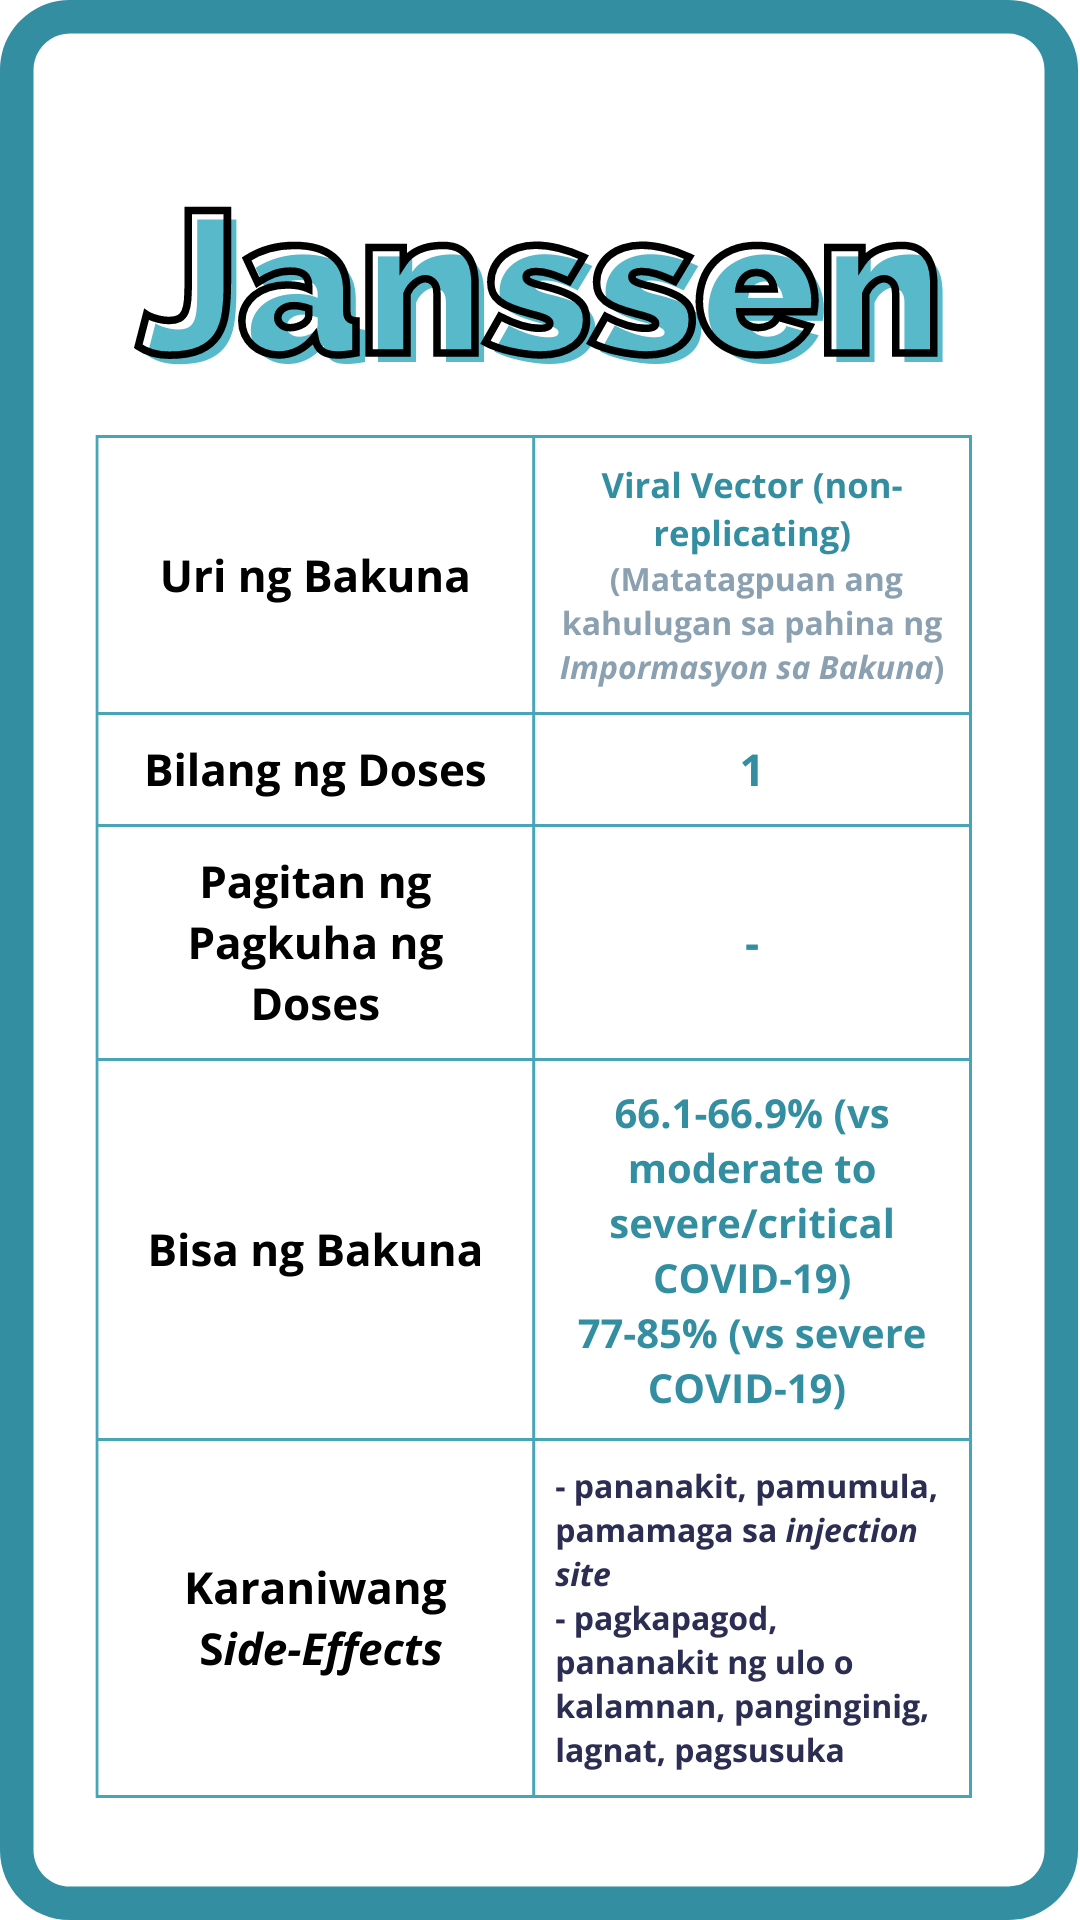 Janssen
Uri ng Bakuna
Viral Vector (non-
replicating)
(Matatagpuan ang
kahulugan sa pahina ng
Impormasyon sa Bakuna)
Bilang ng Doses
1
Pagitan ng
Pagkuha ng
Doses
-
Bisa ng Bakuna
66.1-66.9% (vs
moderate to
severe/critical
COVID-19)
77-85% (vs severe
COVID-19)
Karaniwang
Side-Effects
- pananakit, pamumula,
pamamaga sa injection
site
- pagkapagod,
pananakit ng ulo o
kalamnan, panginginig,
lagnat, pagsusuka